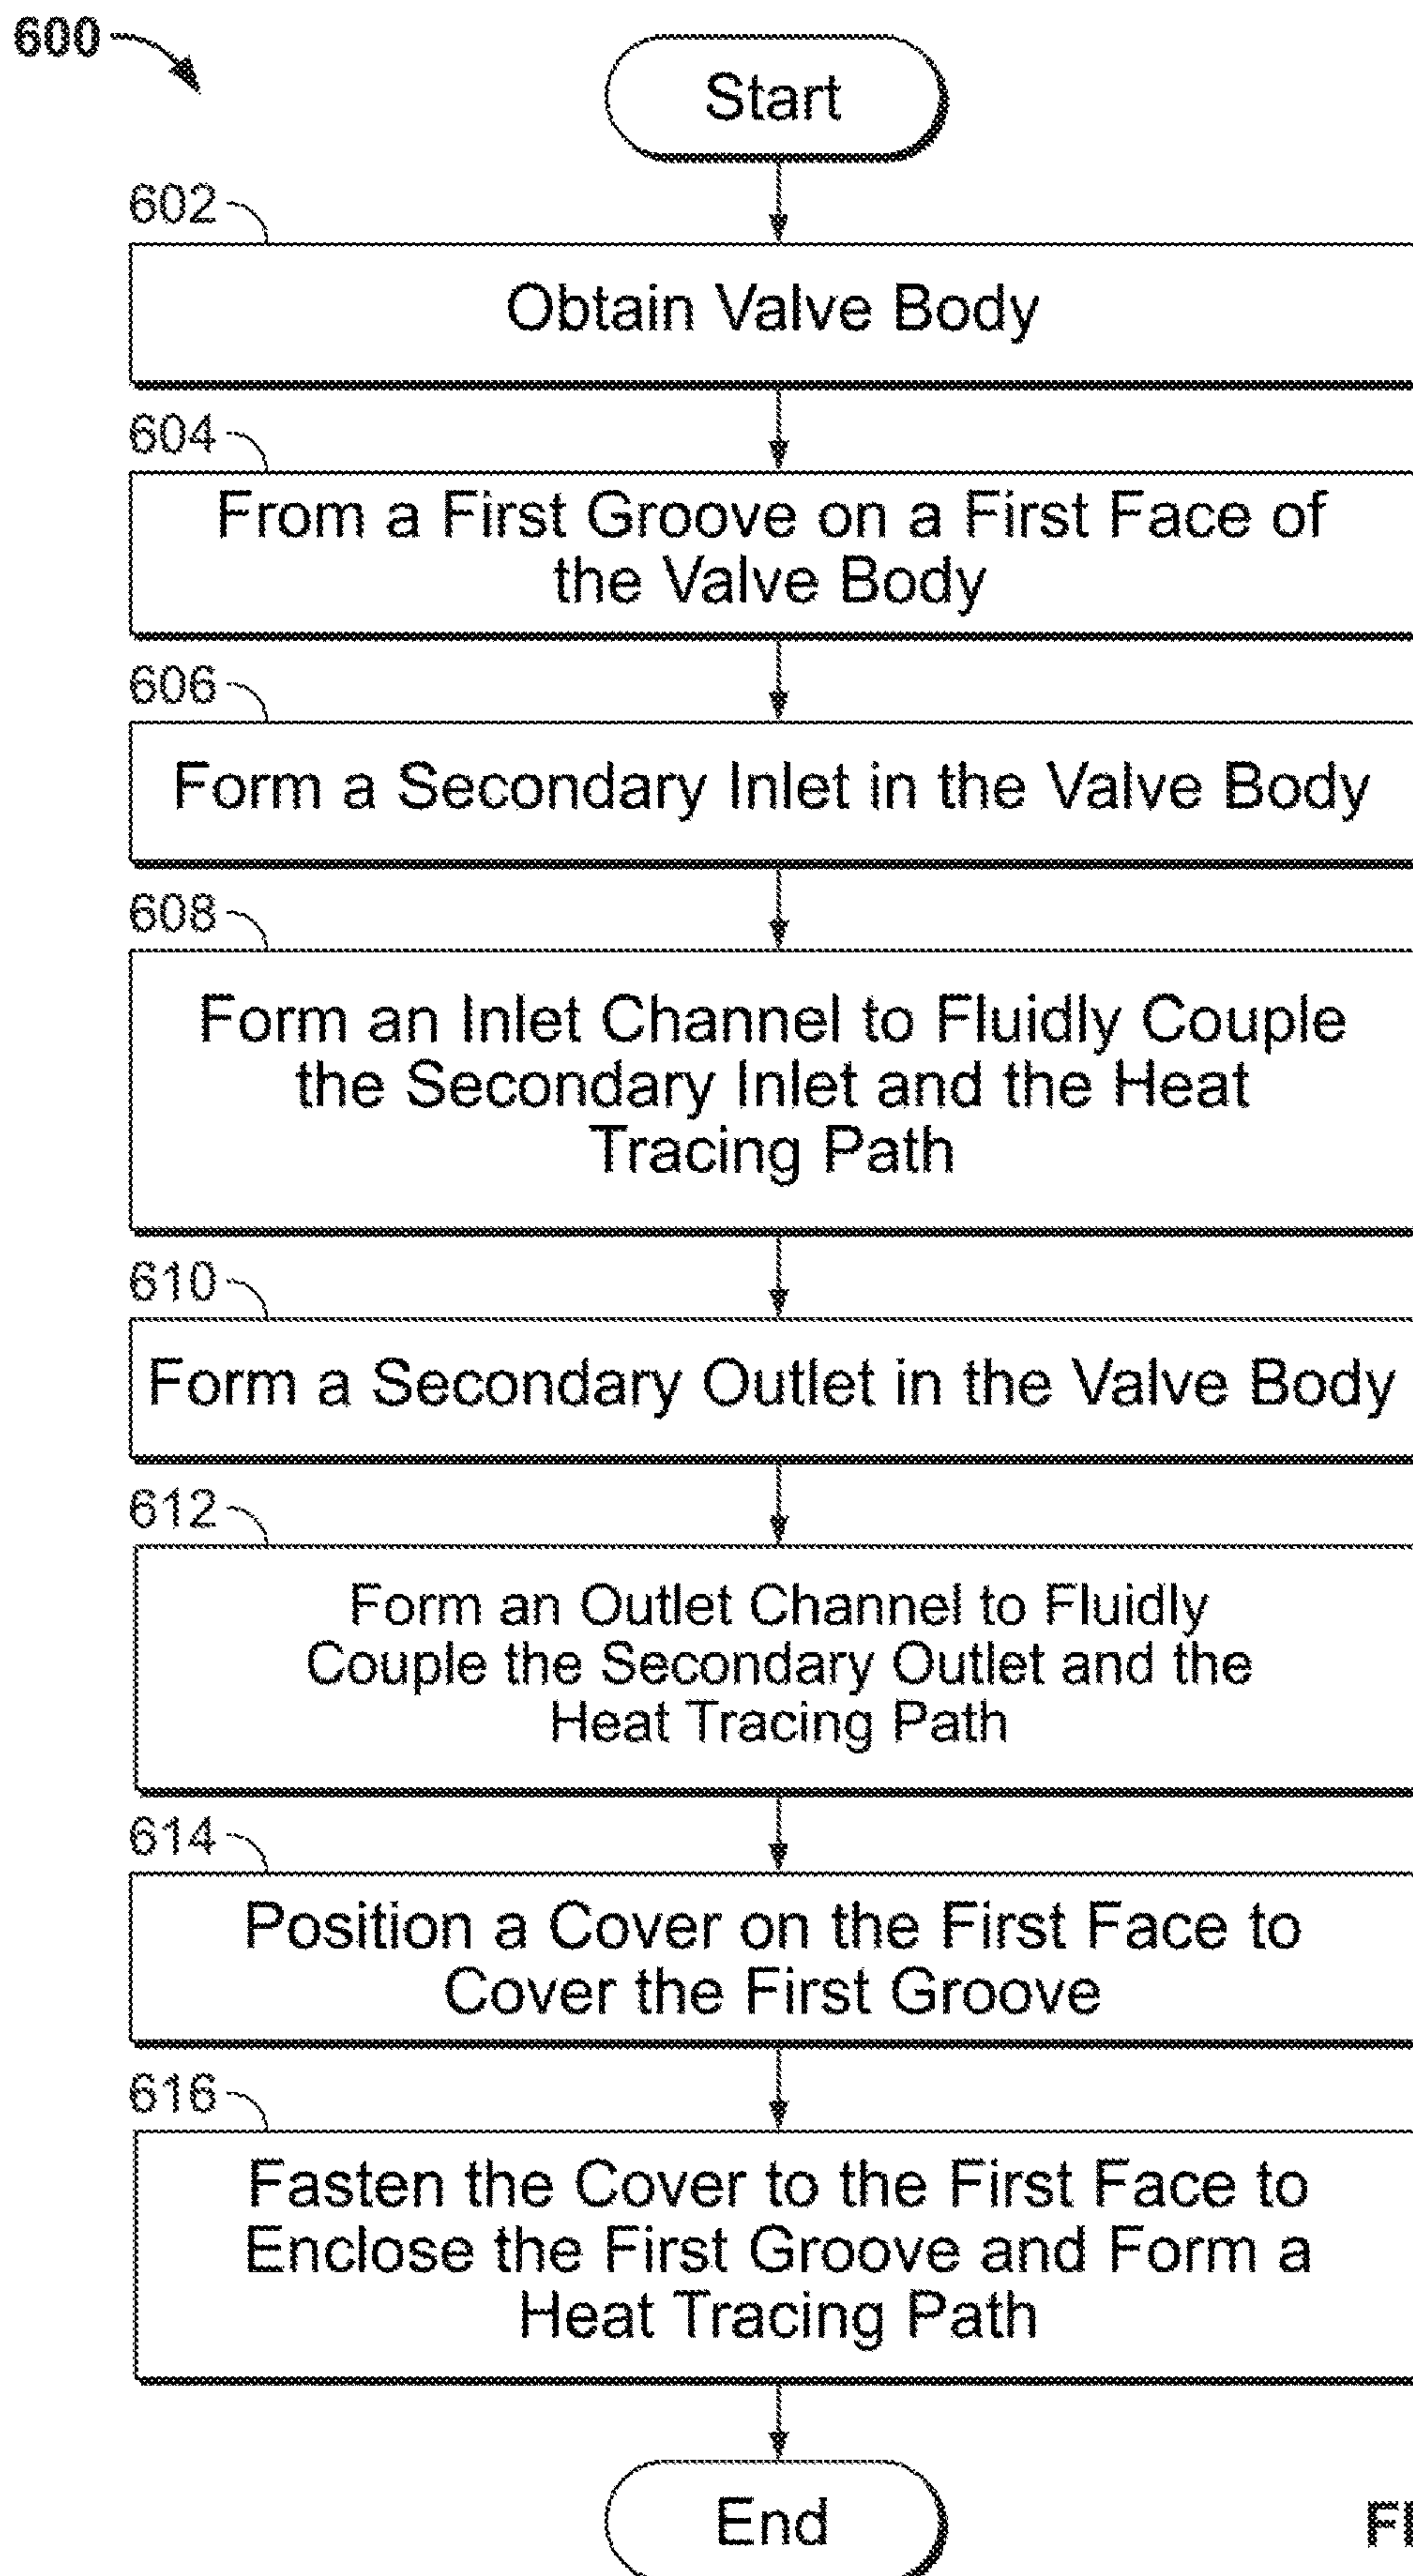 600
Start
602
Obtain Valve Body
604
From a First Groove on a First Face of
the Valve Body
606
Form a Secondary Inlet in the Valve Body
608
Form an Inlet Channel to Fluidly Couple
the Secondary Inlet and the Heat
Tracing Path
610
Form a Secondary Outlet in the Valve Body
612
Form an Outlet Channel to Fluidly
Couple the Secondary Outlet and the
Heat Tracing Path
614
Position a Cover on the First Face to
Cover the First Groove
616
Fasten the Cover to the First Face to
Enclose the First Groove and Form a
Heat Tracing Path
End